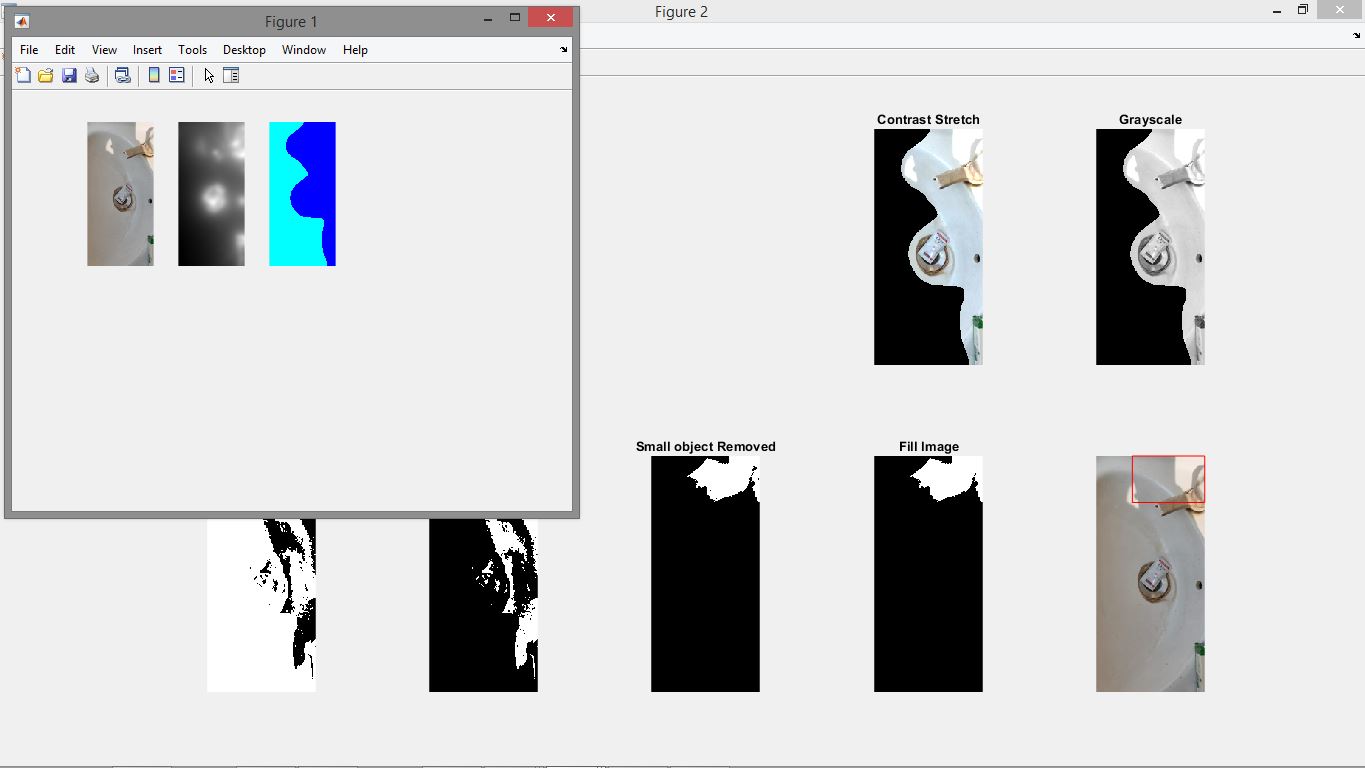 Figure 1
File Edit View Insert Tools Desktop Window Help
Figure 2
Contrast Stretch
Grayscale
Small object Removed
Fill Image